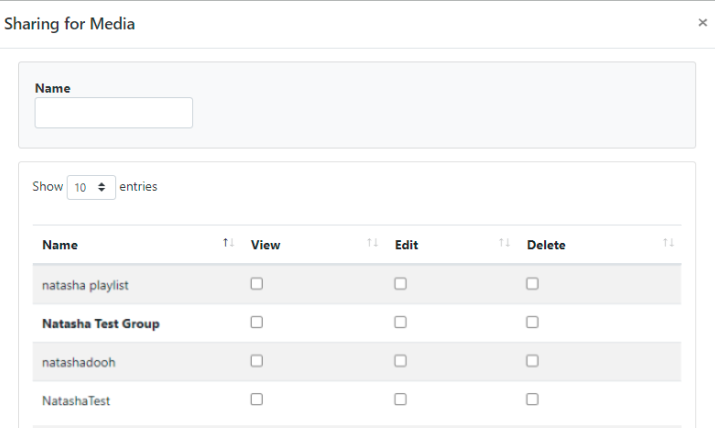 Sharing for Media ×
Name
Show 10 entries
Name View Edit Delete
natasha playlist
Natasha Test Group
natashadooh
NatashaTest